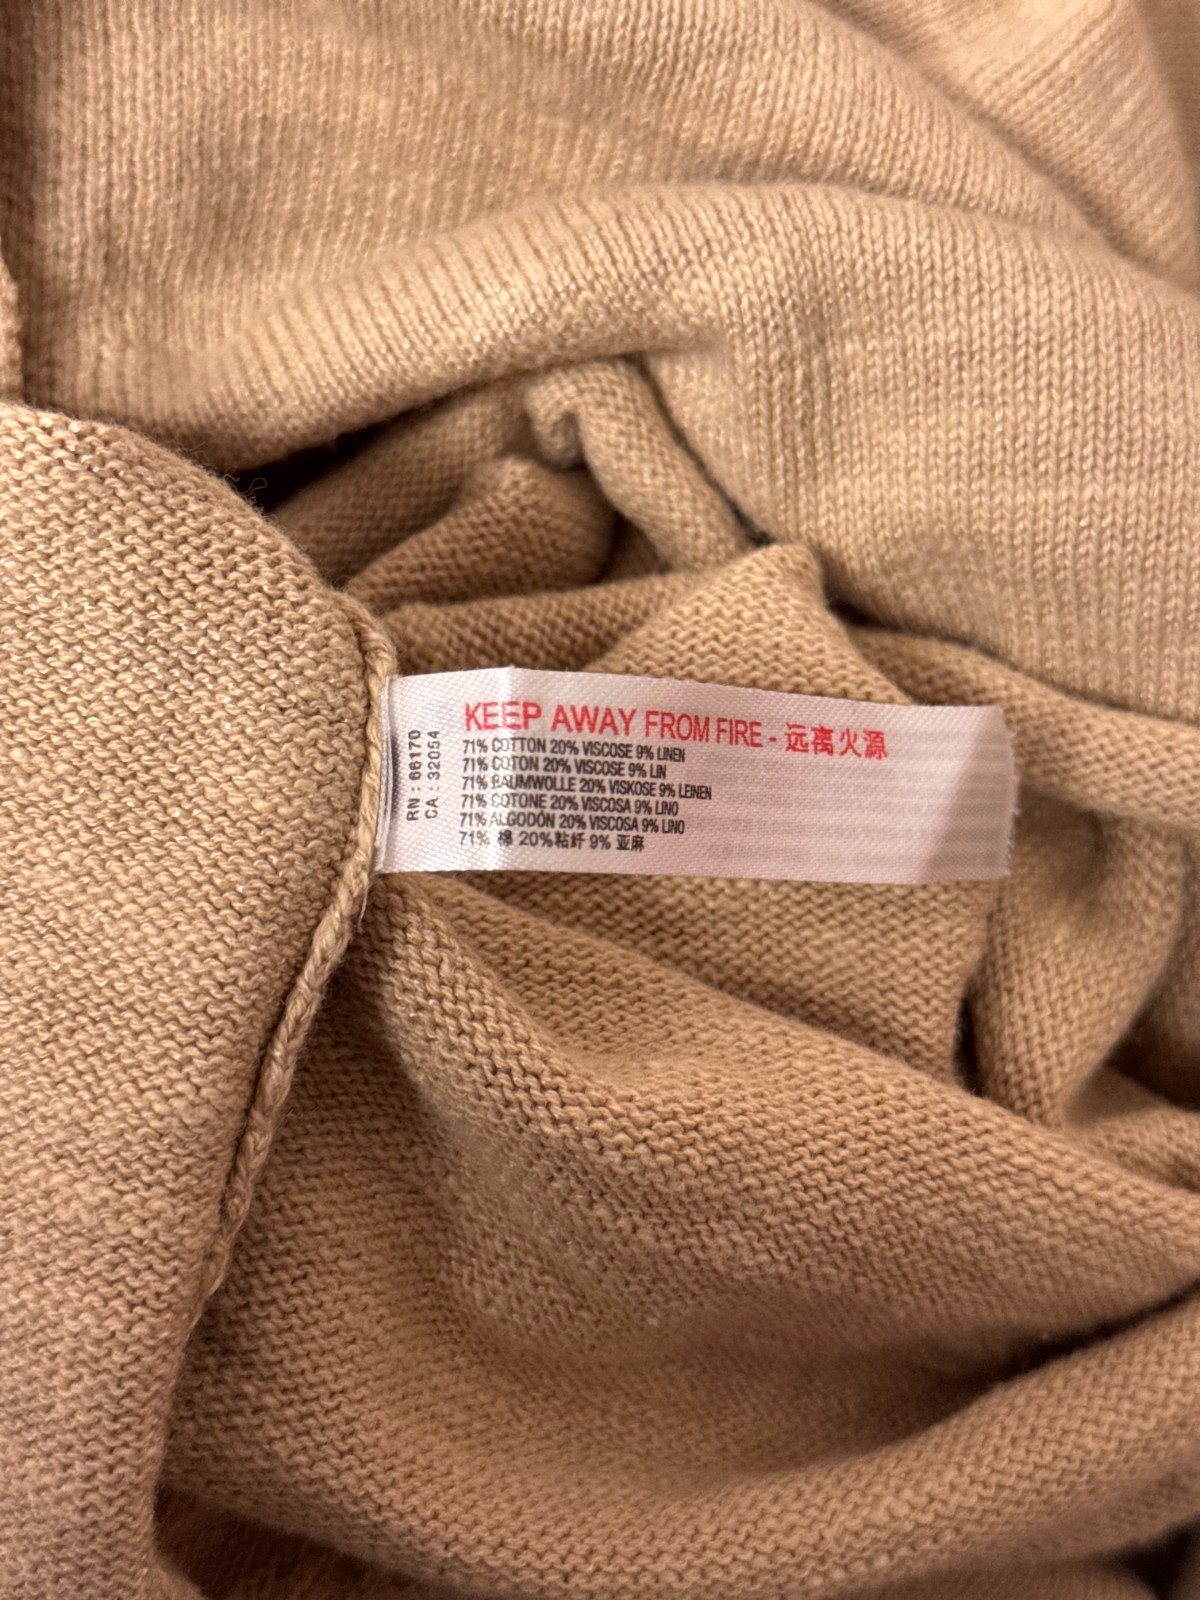 KEEP AWAY FROM FIRE - 远离火源
71% COTTON 20% VISCOSE 9% LINEN
71% COTON 20% VISCOSE 9% LIN
71% BAUMWOLLE 20% VISKOSE 9% LEINEN
71% COTONE 20% VISCOSA 9% LINO
71% ALGODÓN 20% VISCOSA 9% LINO
71% 棉 20%粘纤 9% 亚麻
RN : 66170
CA : 32054